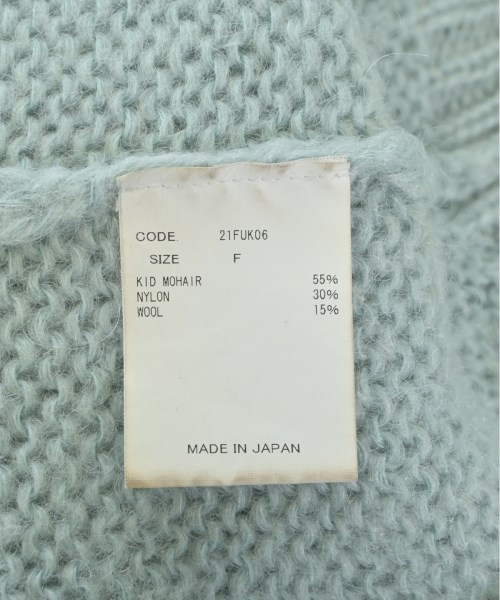 CODE. 21FUK06
SIZE F
KID MOHAIR 55%
NYLON 30%
WOOL 15%
MADE IN JAPAN